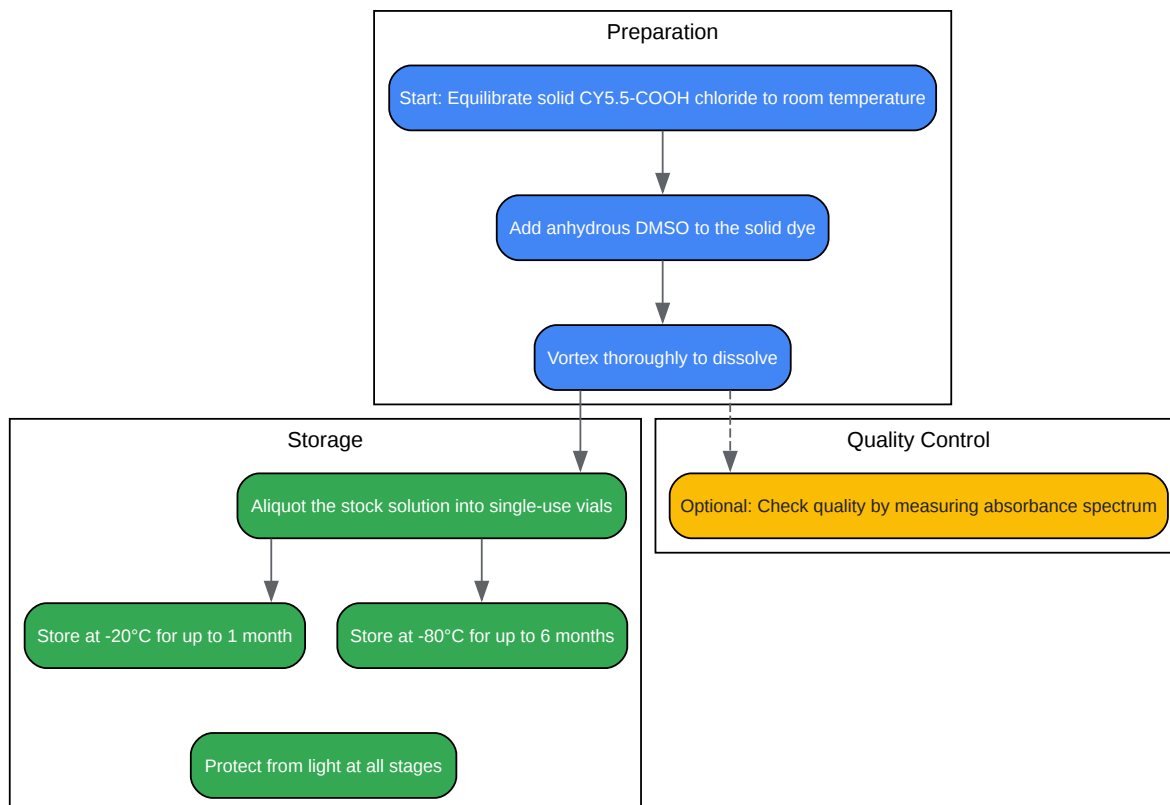 Preparation
Start: Equilibrate solid CY5.5-COOH chloride to room temperature
Add anhydrous DMSO to the solid dye
Vortex thoroughly to dissolve
Storage
Aliquot the stock solution into single-use vials
Store at -20°C for up to 1 month
Store at -80°C for up to 6 months
Protect from light at all stages
Quality Control
Optional: Check quality by measuring absorbance spectrum